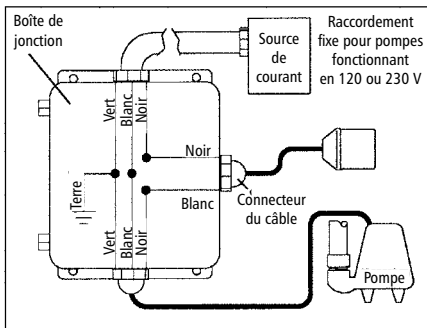 Boîte de
jonction
Source
de
courant
Raccordement
fixe pour pompes
fonctionnant
en 120 ou 230 V
Vert
Blanc
Noir
Noir
Blanc
Terre
Connecteur
du câble
Vert
Blanc
Noir
Pompe